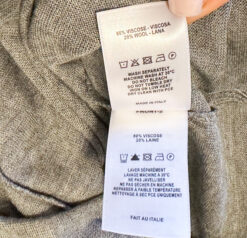 80% VISCOSE - VISCOSA
20% WOOL - LANA
WASH SEPARATELY
MACHINE WASH AT 30°C
DO NOT BLEACH
DO NOT TUMBLE DRY
IRON ON LOW HEAT
DRY CLEAN WITH PCE
MADE IN ITALY
80% VISCOSE
20% LAINE
LAVER SÉPARÉMENT
LAVAGE MACHINE A 30°C
NE PAS JAVELLISER
NE PAS SÉCHER EN MACHINE
REPASSER A FAIBLE TEMPÉRATURE
NETTOYAGE A SEC PCE UNIQUEMENT
FAIT AU ITALIE